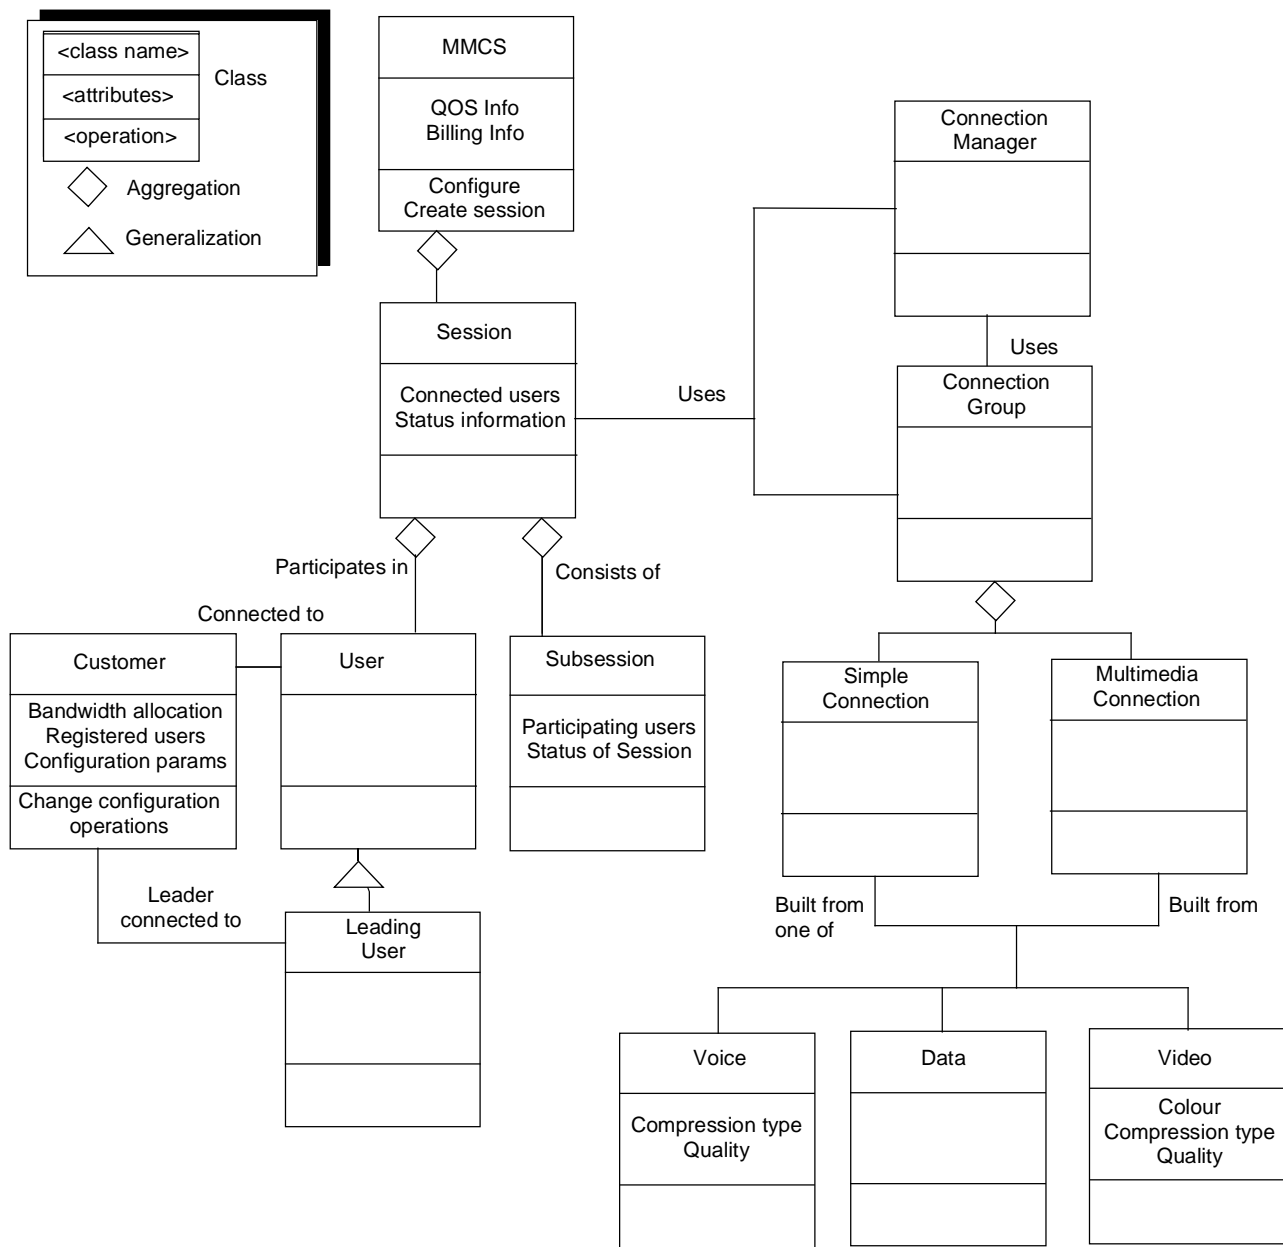 <class name>
<attributes>
<operation>
Class
Aggregation
Generalization
MMCS
QOS Info
Billing Info
Configure
Create session
Connection
Manager
Uses
Session
Connected users
Status information
Uses
Connection
Group
Participates in
Consists of
Connected to
Customer
Bandwidth allocation
Registered users
Configuration params
Change configuration
operations
User
Subsession
Participating users
Status of Session
Simple
Connection
Multimedia
Connection
Leader
connected to
Leading
User
Built from
one of
Built from
Voice
Compression type
Quality
Data
Video
Colour
Compression type
Quality